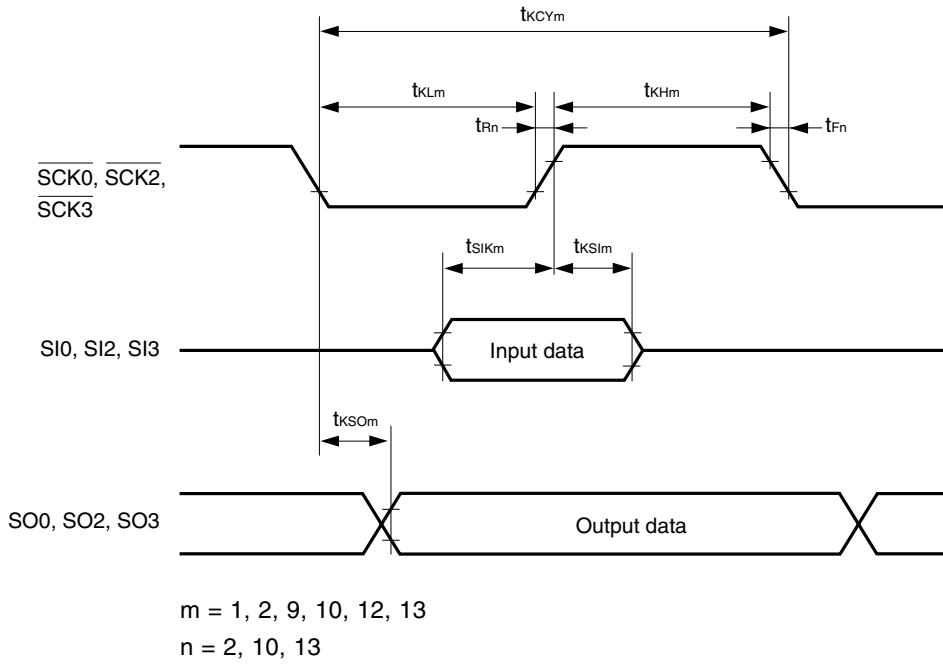 tKCYm
tKLm
tKHm
tRn
tFn
SCK0, SCK2,
SCK3
tSIKm
tKSIm
SI0, SI2, SI3
Input data
tKSOm
SO0, SO2, SO3
Output data
m = 1, 2, 9, 10, 12, 13
n = 2, 10, 13